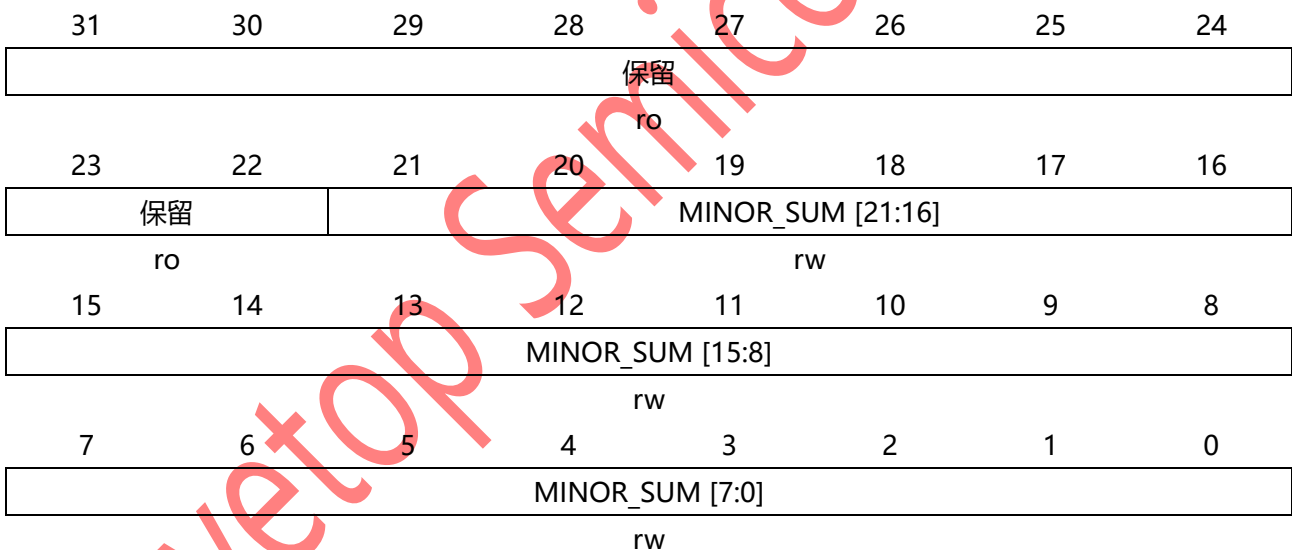 31 30 29 28 27 26 25 24
保留
ro
23 22 21 20 19 18 17 16
保留 MINOR_SUM [21:16]
ro rw
15 14 13 12 11 10 9 8
MINOR_SUM [15:8]
rw
7 6 5 4 3 2 1 0
MINOR_SUM [7:0]
rw
vetop Semic